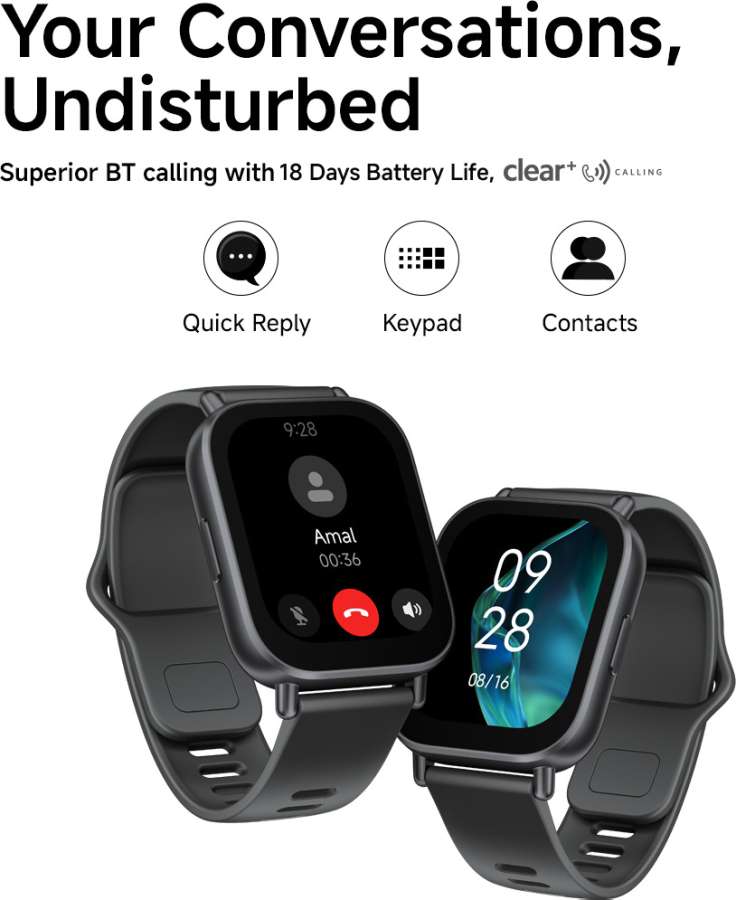 Your Conversations,
Undisturbed
Superior BT calling with 18 Days Battery Life, clear+ CALLING
Quick Reply
Keypad
Contacts
9:28
Amal
00:36
09
28
08/16